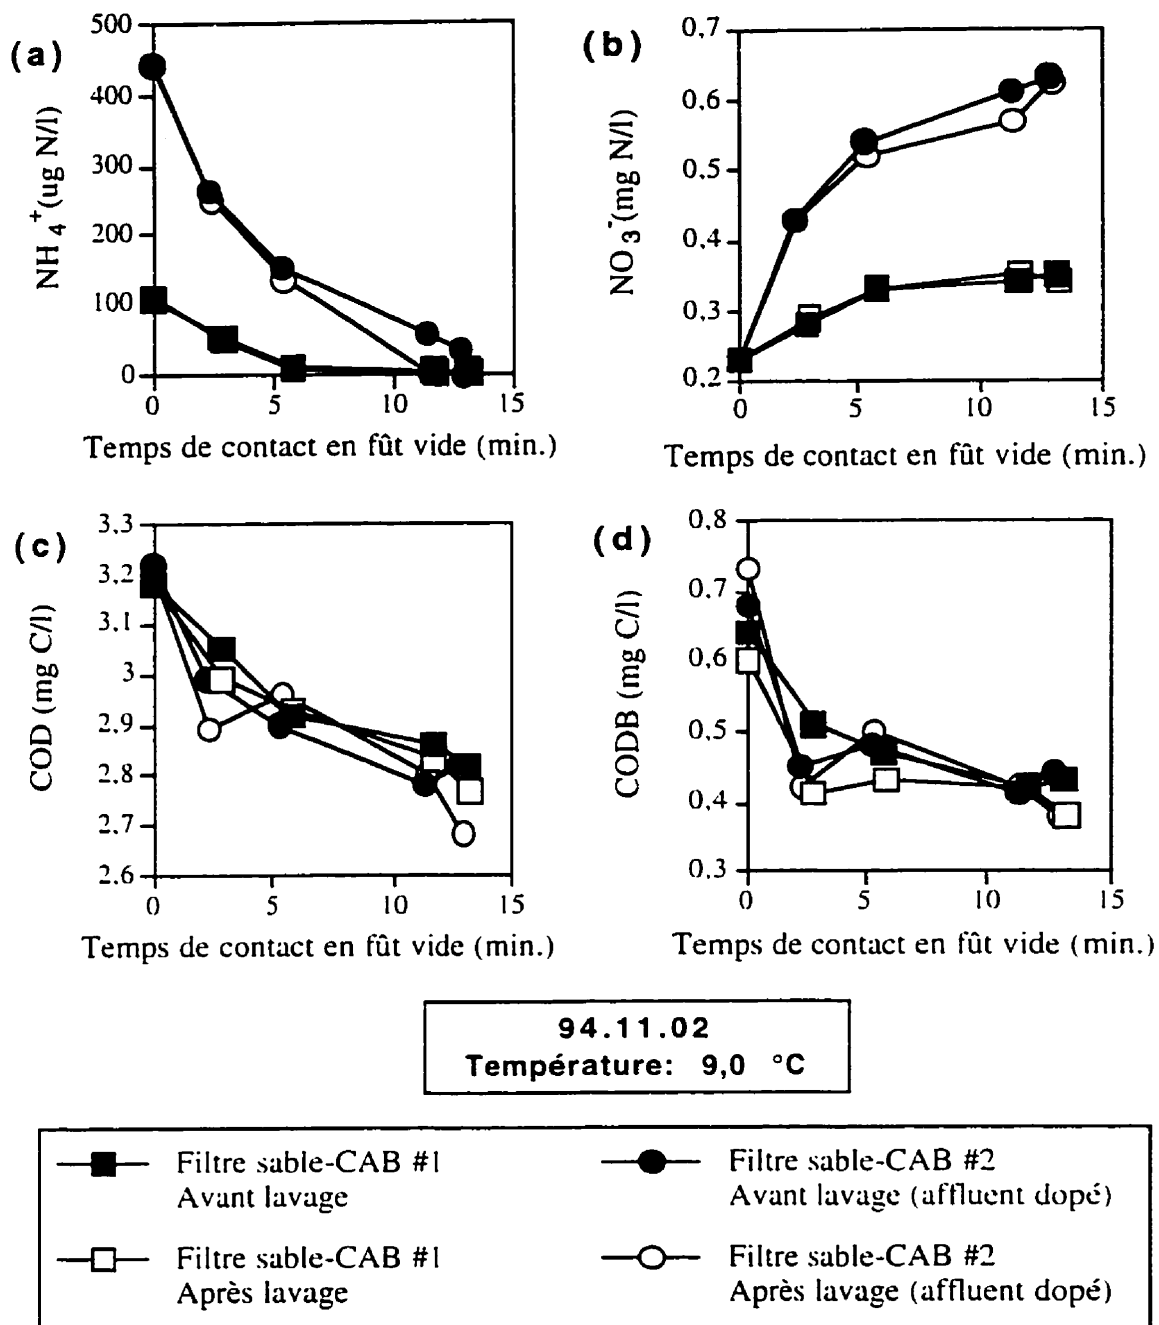 (a)
500
400
300
200
100
0
NH4+(ug N/l)
0 5 10 15
Temps de contact en fût vide (min.)
(b)
0,7
0,6
0,5
0,4
0,3
0,2
NO3-(mg N/l)
0 5 10 15
Temps de contact en fût vide (min.)
(c)
3,3
3,2
3,1
3
2,9
2,8
2,7
2,6
COD (mg C/l)
0 5 10 15
Temps de contact en fût vide (min.)
(d)
0,8
0,7
0,6
0,5
0,4
0,3
CODB (mg C/l)
0 5 10 15
Temps de contact en fût vide (min.)
94.11.02
Température: 9,0 °C
Filtre sable-CAB #1
Avant lavage
Filtre sable-CAB #2
Avant lavage (affluent dopé)
Filtre sable-CAB #1
Après lavage
Filtre sable-CAB #2
Après lavage (affluent dopé)